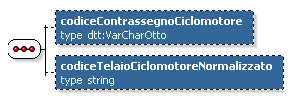 codiceContrassegnoCiclomotore
type dtt:VarCharOtto
codiceTelaioCiclomotoreNormalizzato
type string